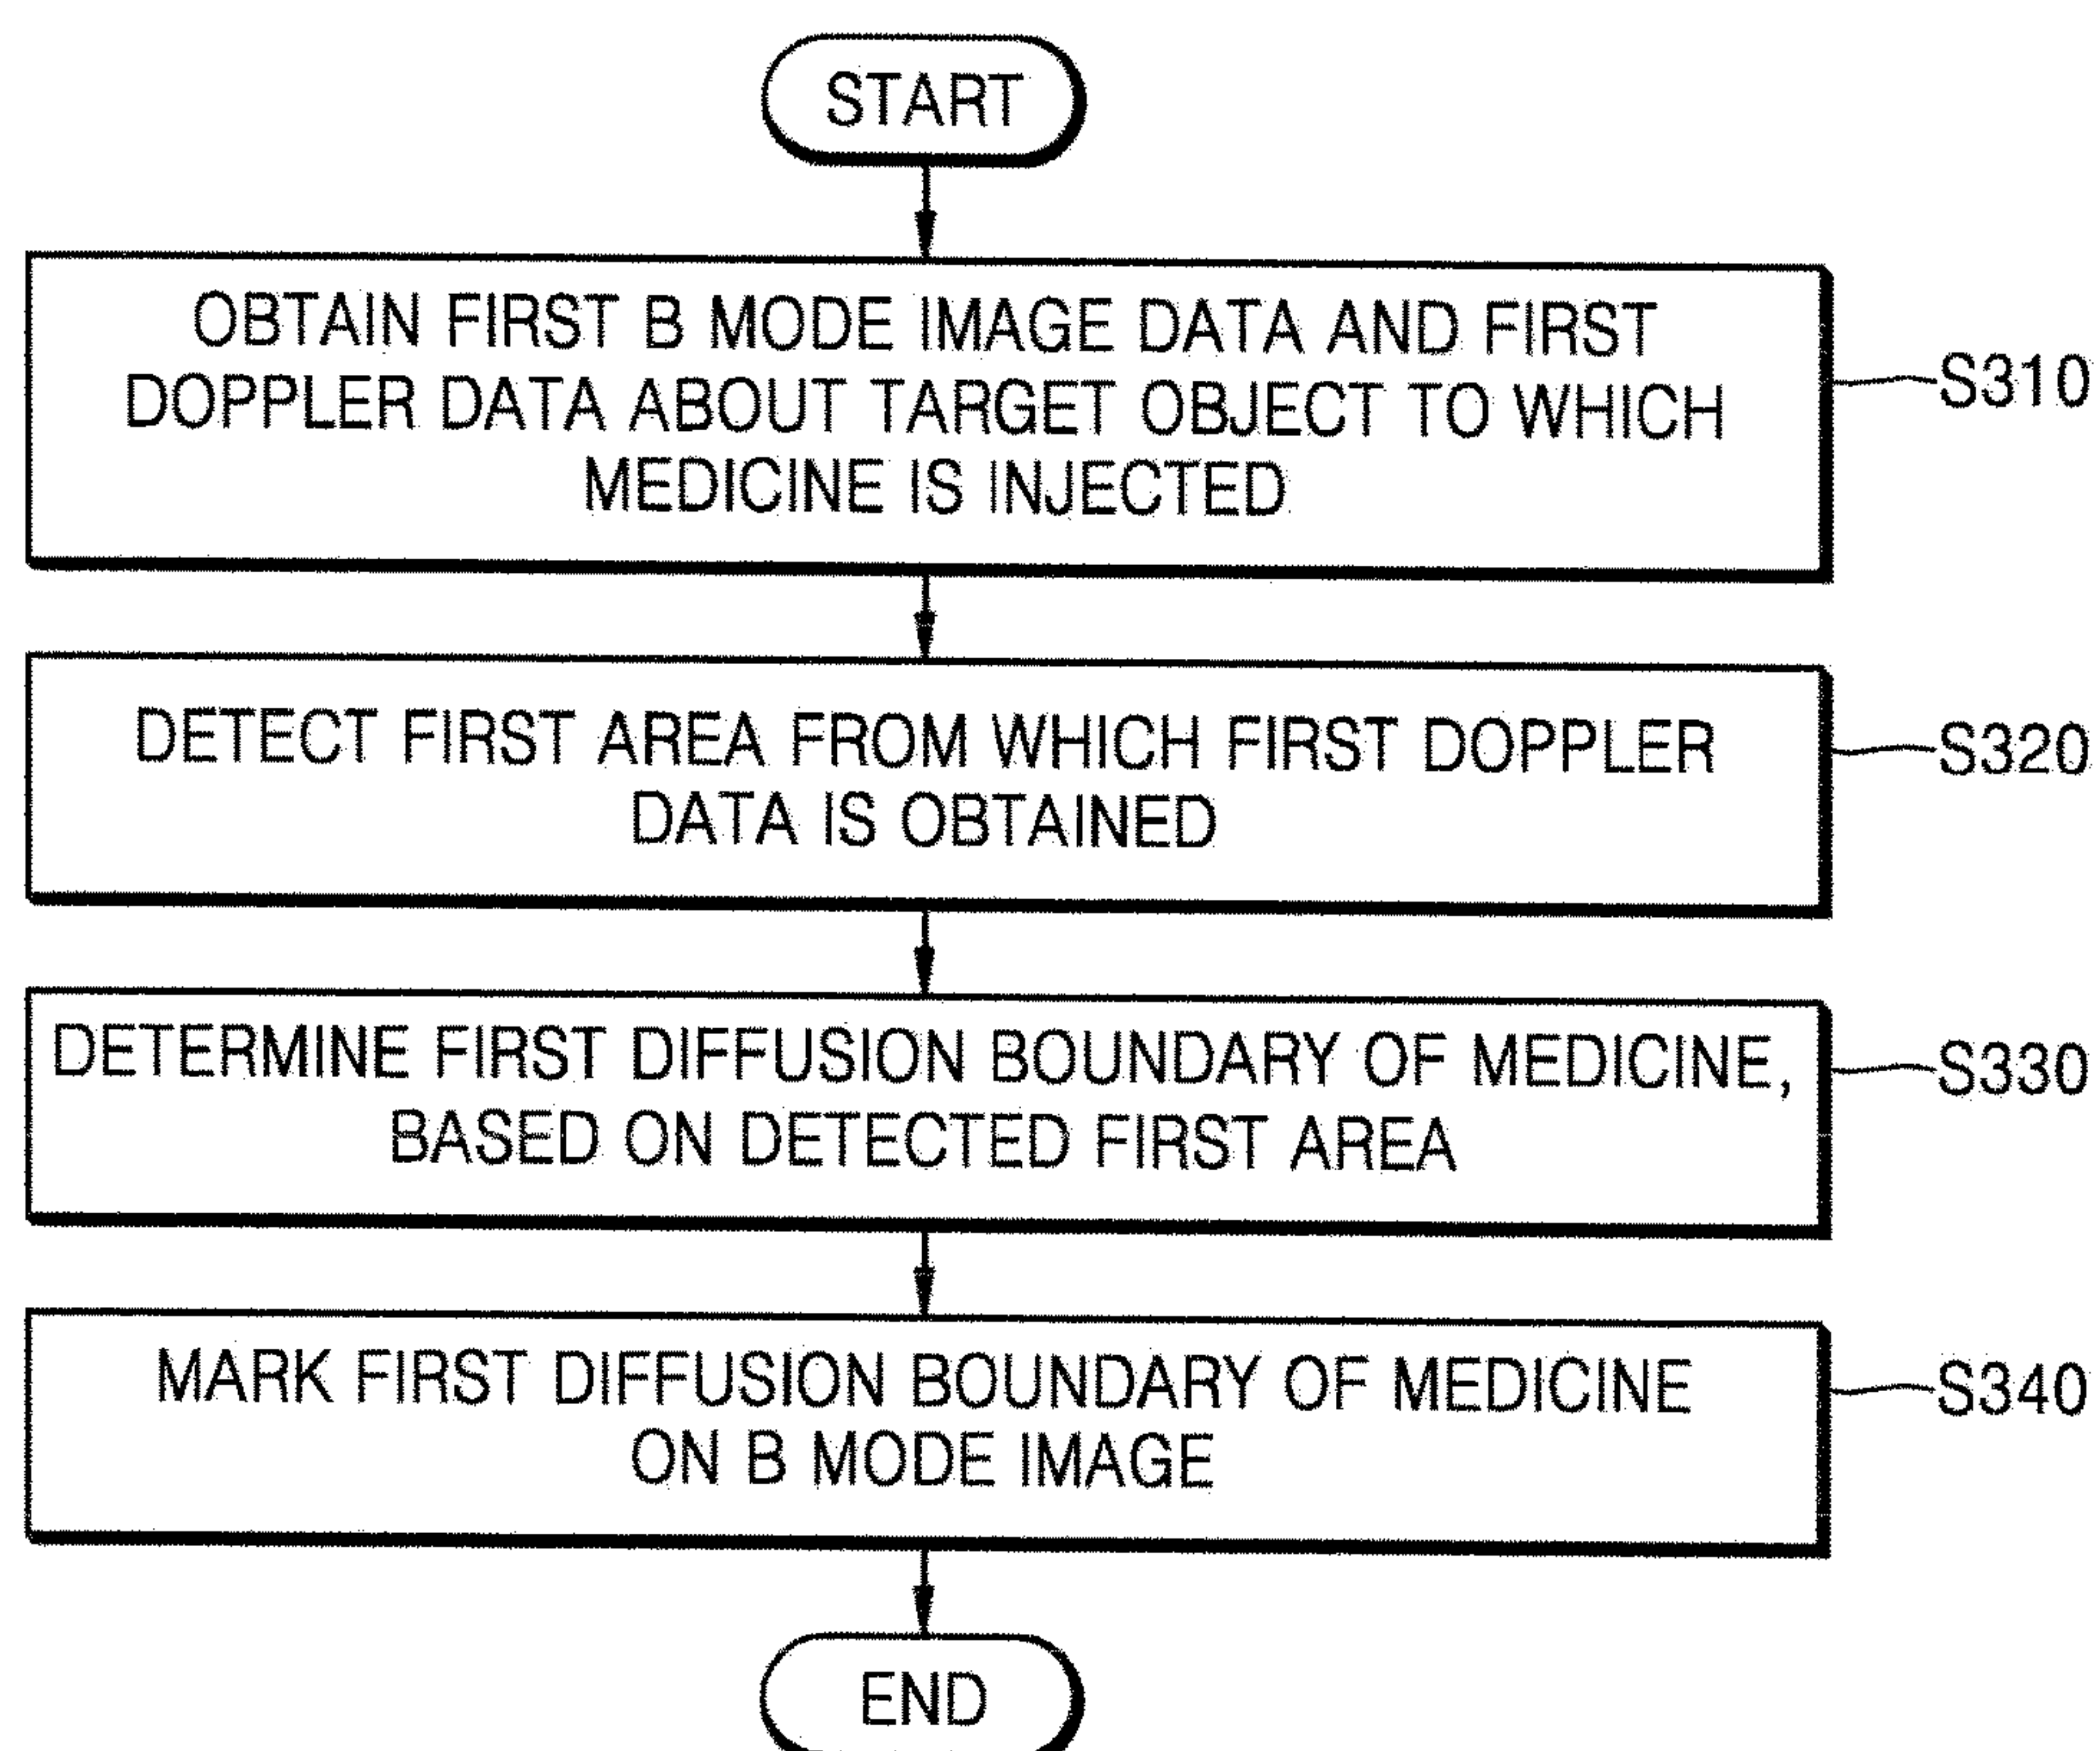 START
OBTAIN FIRST B MODE IMAGE DATA AND FIRST
DOPPLER DATA ABOUT TARGET OBJECT TO WHICH
MEDICINE IS INJECTED
S310
DETECT FIRST AREA FROM WHICH FIRST DOPPLER
DATA IS OBTAINED
S320
DETERMINE FIRST DIFFUSION BOUNDARY OF MEDICINE,
BASED ON DETECTED FIRST AREA
S330
MARK FIRST DIFFUSION BOUNDARY OF MEDICINE
ON B MODE IMAGE
S340
END